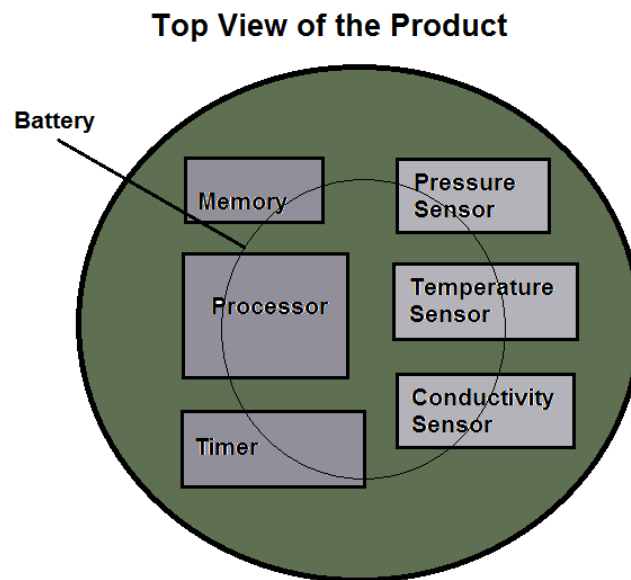 Top View of the Product
Battery
Memory
Pressure
Sensor
Processor
Temperature
Sensor
Timer
Conductivity
Sensor